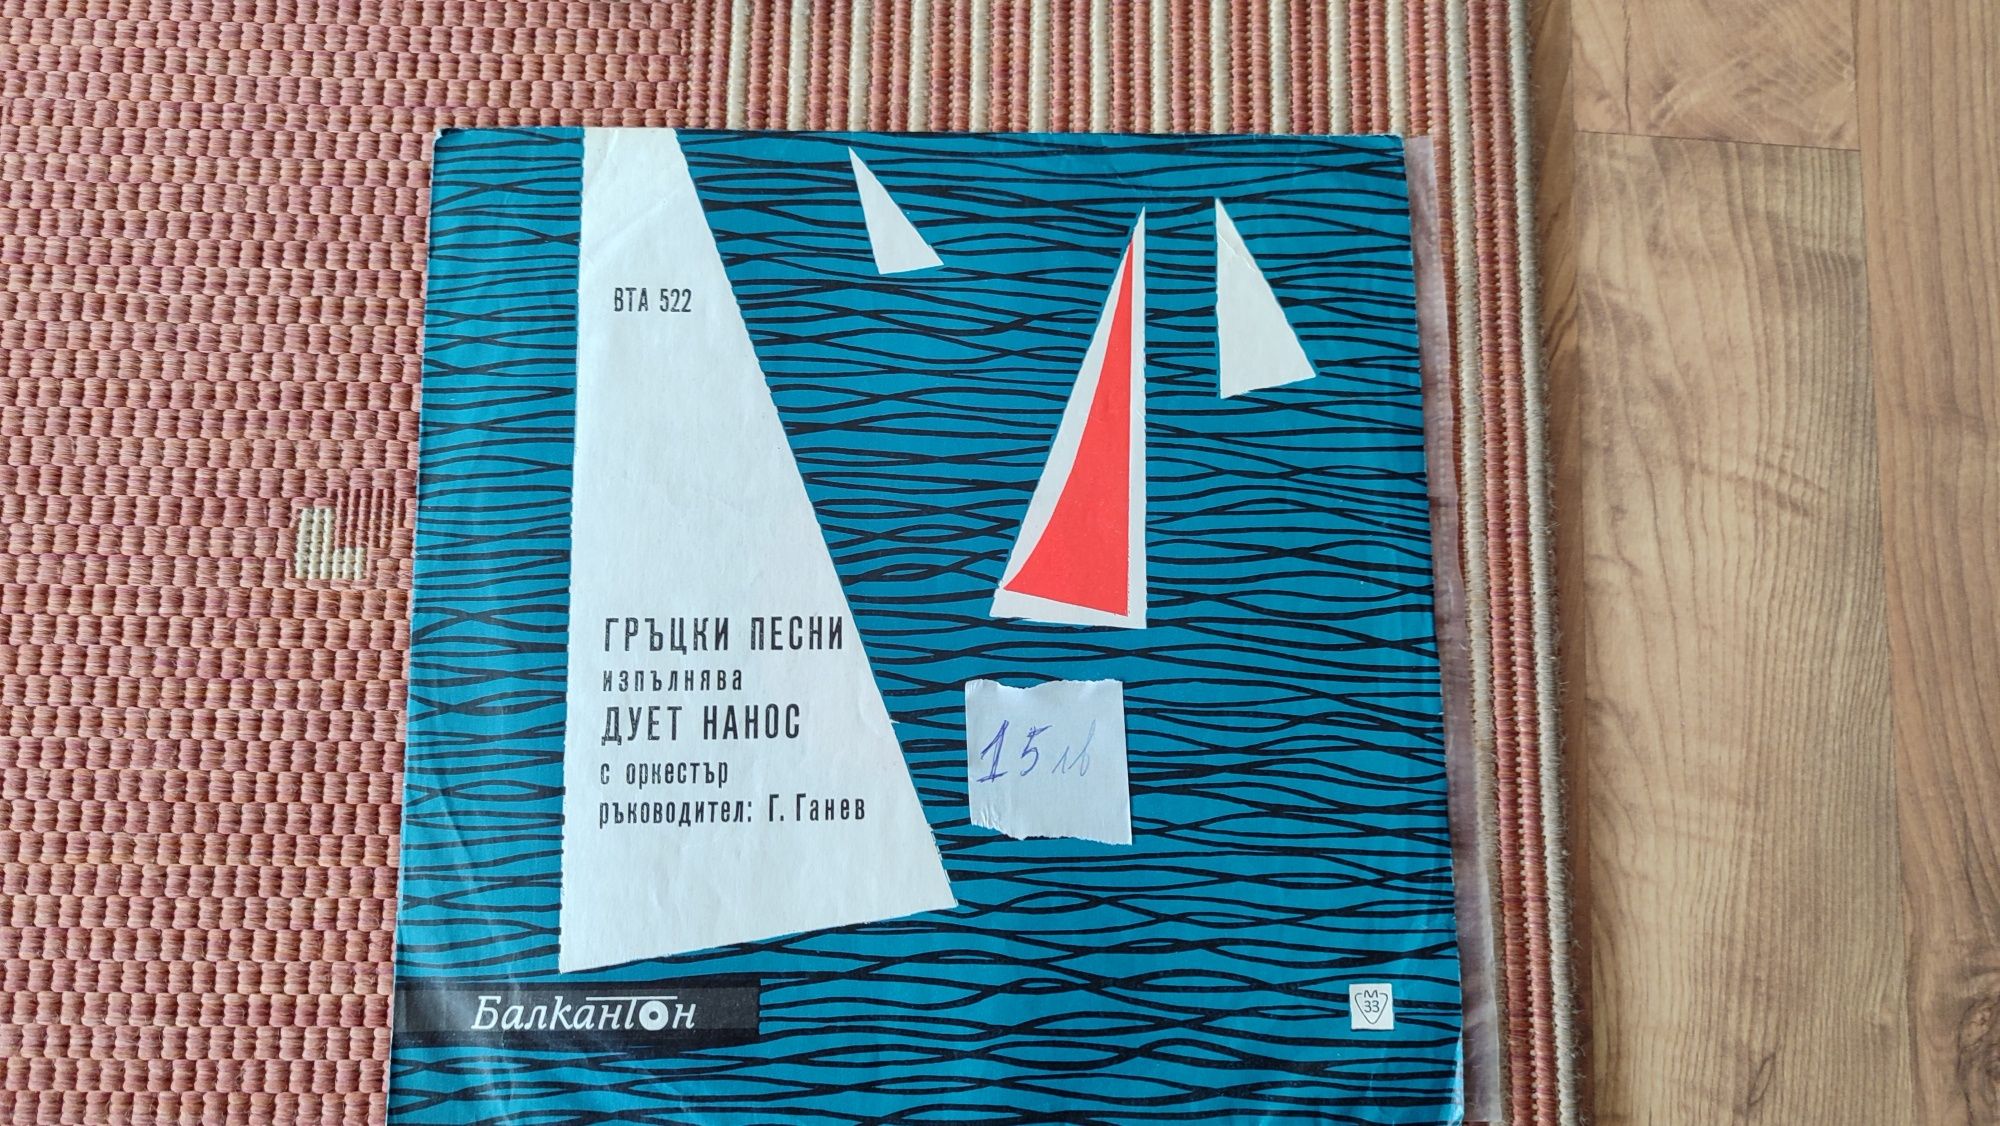 ВТА 522
ГРЪЦКИ ПЕСНИ
изпълнява
ДУЕТ НАНОС
с оркестър
ръководител: Г. Ганев
15 лв
Балкантон
М
33